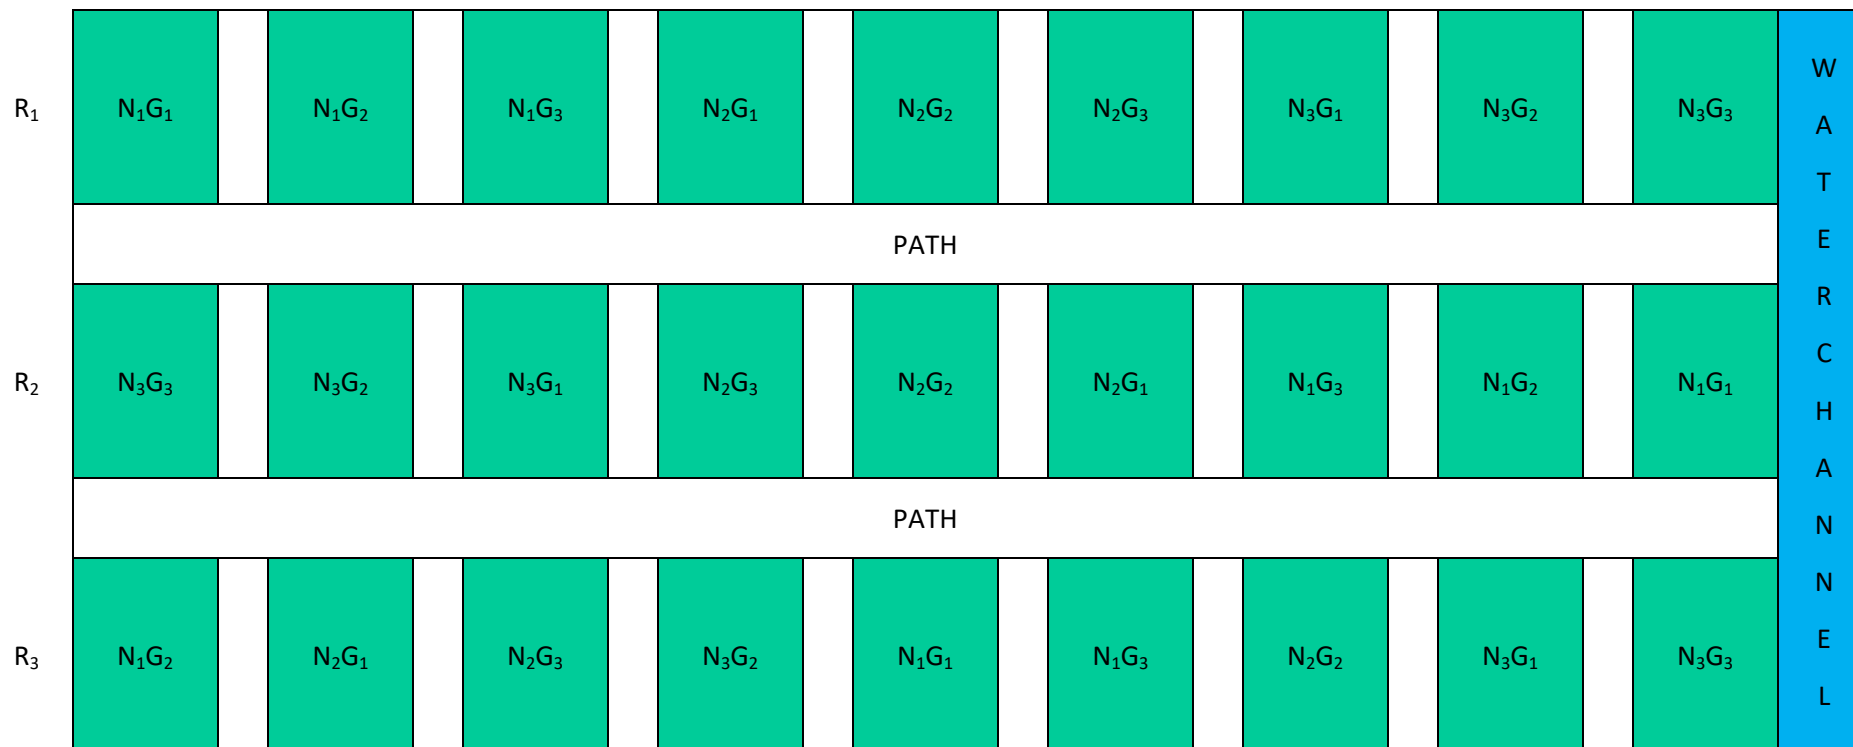 R₁ N₁G₁ N₁G₂ N₁G₃ N₂G₁ N₂G₂ N₂G₃ N₃G₁ N₃G₂ N₃G₃
PATH
R₂ N₃G₃ N₃G₂ N₃G₁ N₂G₃ N₂G₂ N₂G₁ N₁G₃ N₁G₂ N₁G₁
PATH
R₃ N₁G₂ N₂G₁ N₂G₃ N₃G₂ N₁G₁ N₁G₃ N₂G₂ N₃G₁ N₃G₃
W
A
T
E
R
C
H
A
N
N
E
L